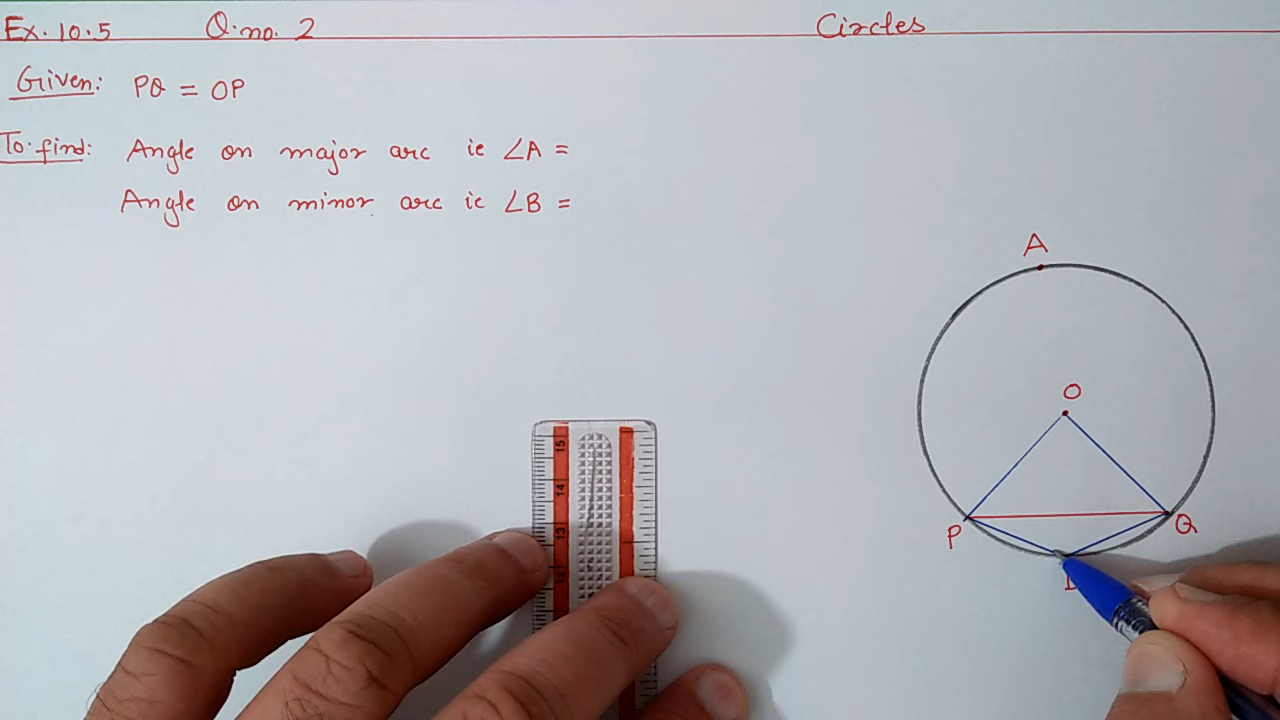 Ex. 10.5 Q.no. 2 Circles
Given: PQ = OP
To find: Angle on major arc ie ∠A =
Angle on minor arc ie ∠B =
A
O
P
Q
15
14
13
12